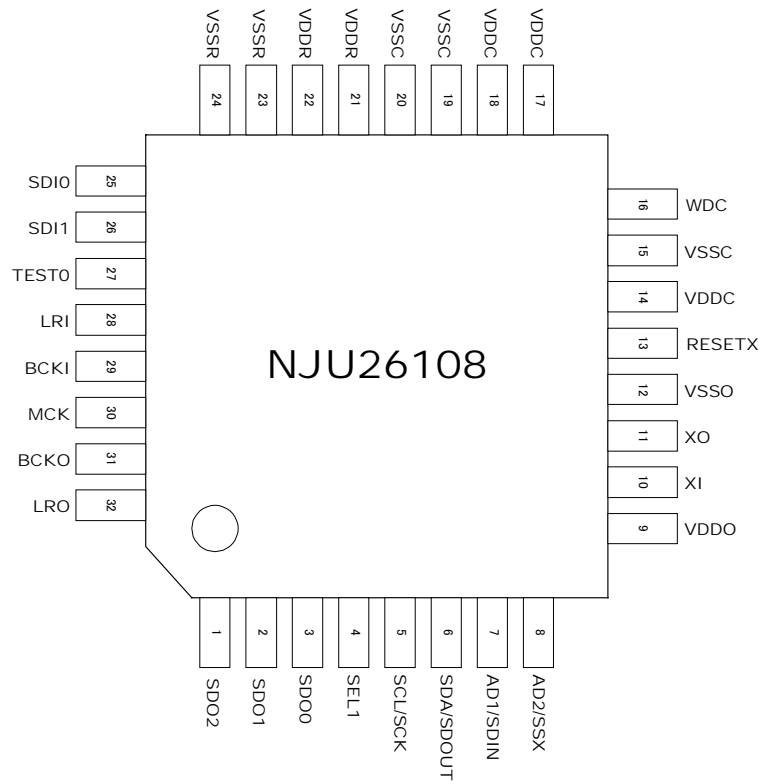 VSSR VSSR VDDR VDDR VSSC VSSC VDDC VDDC
24 23 22 21 20 19 18 17
SDI0 25
SDI1 26
TEST0 27
LRI 28
BCKI 29
MCK 30
BCKO 31
LRO 32
NJU26108
16 WDC
15 VSSC
14 VDDC
13 RESETX
12 VSSO
11 XO
10 XI
9 VDDO
1 2 3 4 5 6 7 8
SDO2 SDO1 SDO0 SEL1 SCL/SCK SDA/SDOUT AD1/SDIN AD2/SSX